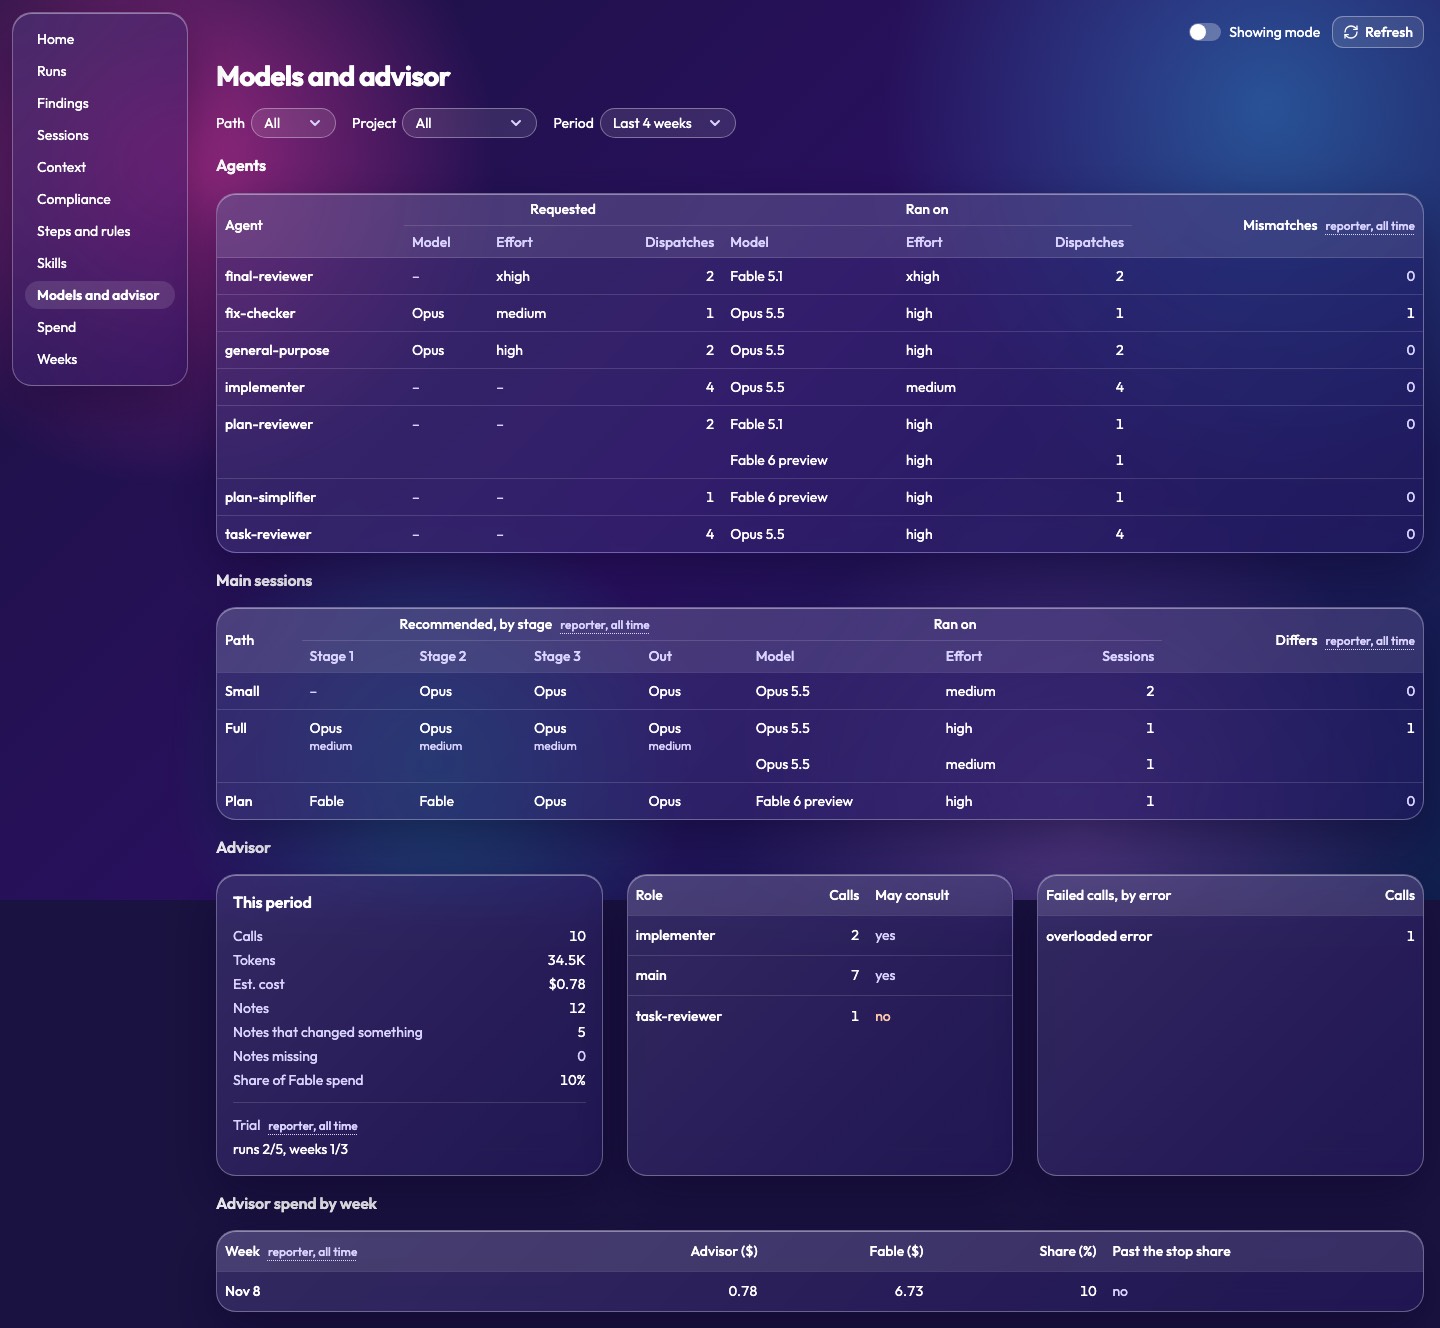 Home
Runs
Findings
Sessions
Context
Compliance
Steps and rules
Skills
Models and advisor
Spend
Weeks
Showing mode
Refresh
Models and advisor
Path All Project All Period Last 4 weeks
Agents
Agent Requested Ran on Mismatches reporter, all time
Model Effort Dispatches Model Effort Dispatches
final-reviewer – xhigh 2 Fable 5.1 xhigh 2 0
fix-checker Opus medium 1 Opus 5.5 high 1 1
general-purpose Opus high 2 Opus 5.5 high 2 0
implementer – – 4 Opus 5.5 medium 4 0
plan-reviewer – – 2 Fable 5.1 high 1 0
Fable 6 preview high 1
plan-simplifier – – 1 Fable 6 preview high 1 0
task-reviewer – – 4 Opus 5.5 high 4 0
Main sessions
Path Recommended, by stage reporter, all time Ran on Differs reporter, all time
Stage 1 Stage 2 Stage 3 Out Model Effort Sessions
Small – Opus Opus Opus Opus 5.5 medium 2 0
Full Opus Opus Opus Opus Opus 5.5 high 1 1
medium medium medium medium
Opus 5.5 medium 1
Plan Fable Fable Opus Opus Fable 6 preview high 1 0
Advisor
This period
Calls 10
Tokens 34.5K
Est. cost $0.78
Notes 12
Notes that changed something 5
Notes missing 0
Share of Fable spend 10%
Trial reporter, all time
runs 2/5, weeks 1/3
Role Calls May consult
implementer 2 yes
main 7 yes
task-reviewer 1 no
Failed calls, by error Calls
overloaded error 1
Advisor spend by week
Week reporter, all time Advisor ($) Fable ($) Share (%) Past the stop share
Nov 8 0.78 6.73 10 no